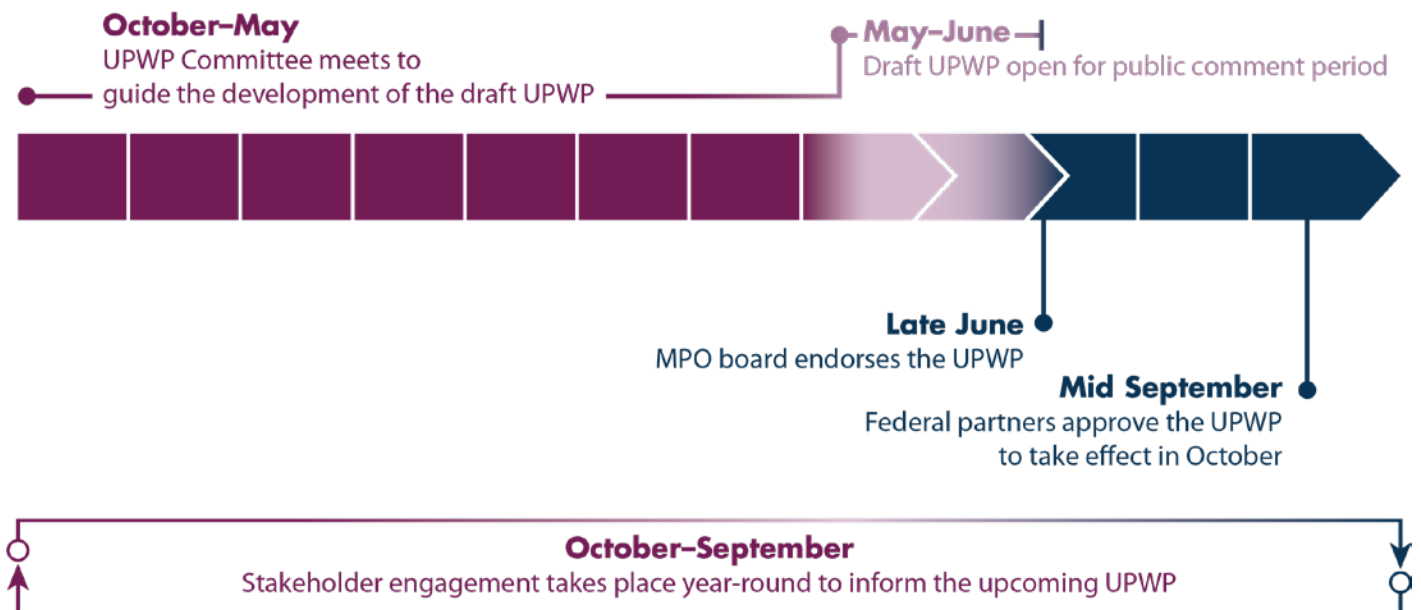 October–May
UPWP Committee meets to
guide the development of the draft UPWP
May–June
Draft UPWP open for public comment period
Late June
MPO board endorses the UPWP
Mid September
Federal partners approve the UPWP
to take effect in October
October–September
Stakeholder engagement takes place year-round to inform the upcoming UPWP